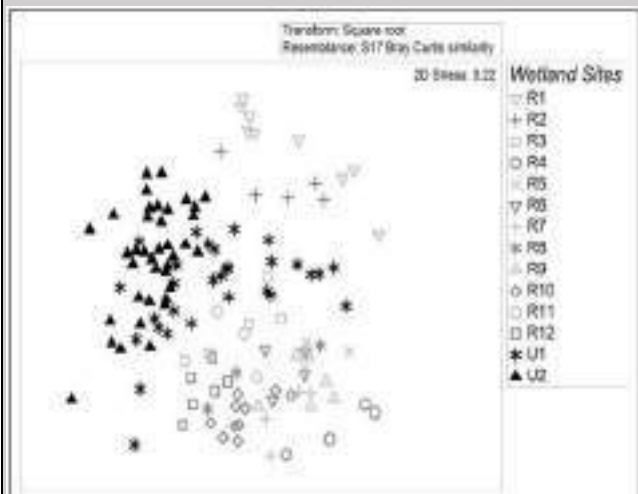 Transform: Square root
Resemblance: S17 Bray Curtis similarity
2D Stress: 0.22
Wetland Sites
R1
R2
R3
R4
R5
R6
R7
R8
R9
R10
R11
R12
U1
U2